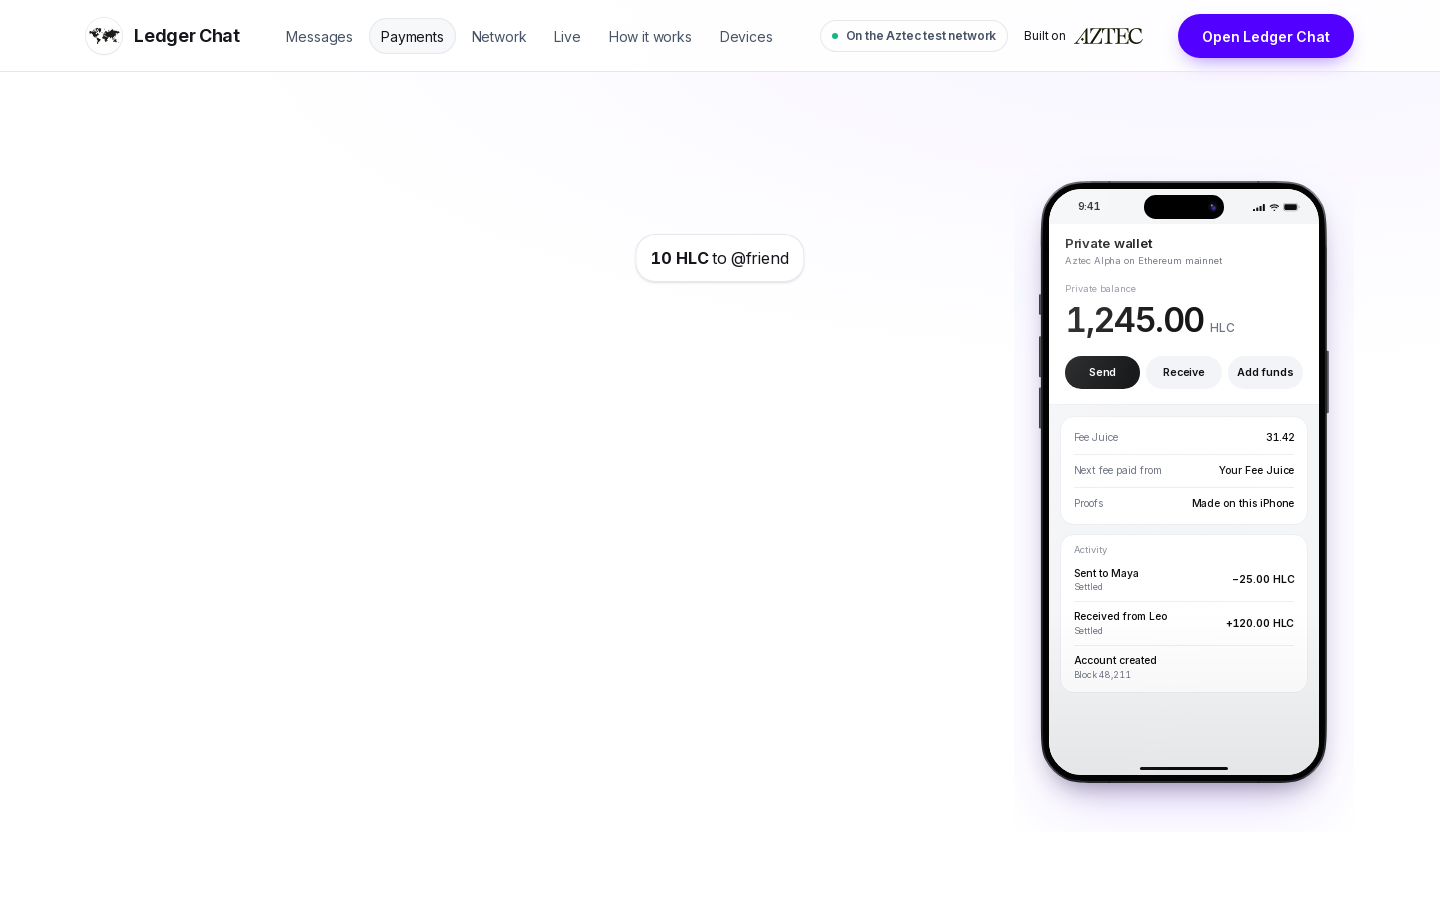 Ledger Chat
Messages
Payments
Network
Live
How it works
Devices
On the Aztec test network
Built on AZTEC
Open Ledger Chat
10 HLC to @friend
9:41
Private wallet
Aztec Alpha on Ethereum mainnet
Private balance
1,245.00 HLC
Send
Receive
Add funds
Fee Juice 31.42
Next fee paid from Your Fee Juice
Proofs Made on this iPhone
Activity
Sent to Maya
Settled
−25.00 HLC
Received from Leo
Settled
+120.00 HLC
Account created
Block 48,211